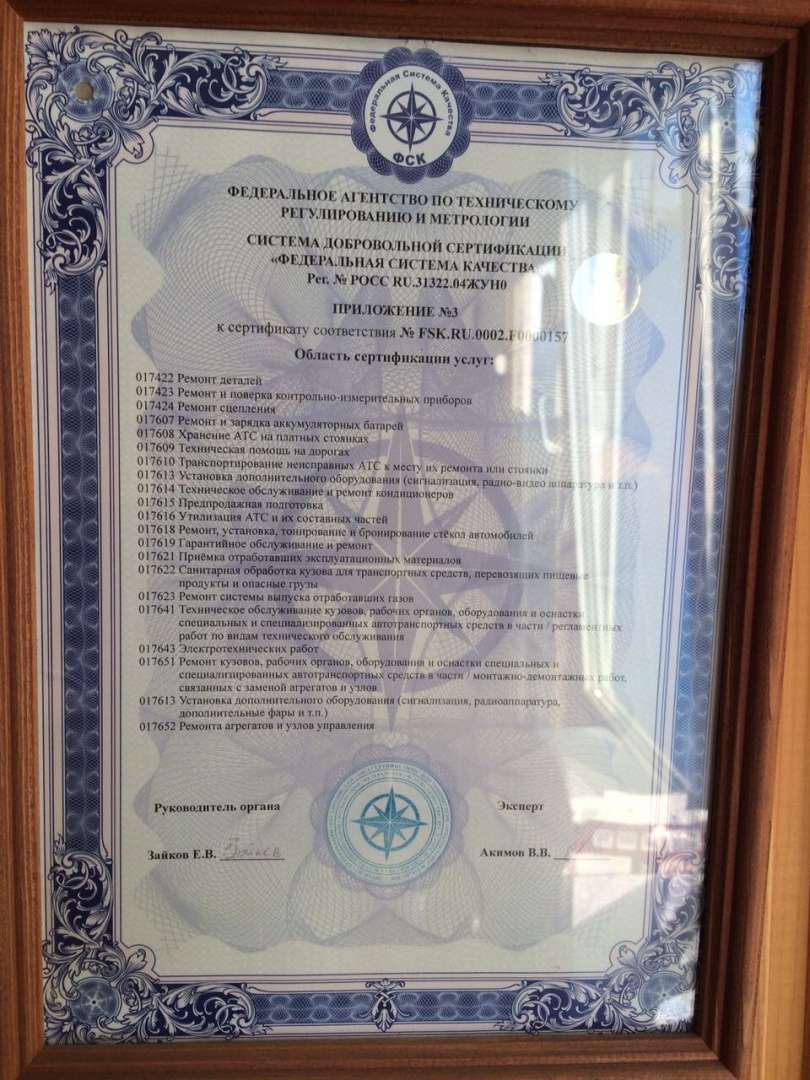 Федеральная Система Качества
ФСК
ФЕДЕРАЛЬНОЕ АГЕНТСТВО ПО ТЕХНИЧЕСКОМУ
РЕГУЛИРОВАНИЮ И МЕТРОЛОГИИ
СИСТЕМА ДОБРОВОЛЬНОЙ СЕРТИФИКАЦИИ
«ФЕДЕРАЛЬНАЯ СИСТЕМА КАЧЕСТВА
Рег. № РОСС RU.31322.04ЖУН0
ПРИЛОЖЕНИЕ №3
к сертификату соответствия № FSK.RU.0002.F0000157
Область сертификации услуг:
017422 Ремонт деталей
017423 Ремонт и поверка контрольно-измерительных приборов
017424 Ремонт сцепления
017607 Ремонт и зарядка аккумуляторных батарей
017608 Хранение АТС на платных стоянках
017609 Техническая помощь на дорогах
017610 Транспортирование неисправных АТС к месту их ремонта или стоянки
017613 Установка дополнительного оборудования (сигнализация, радио-видео аппаратура и т.п.)
017614 Техническое обслуживание и ремонт кондиционеров
017615 Предпродажная подготовка
017616 Утилизация АТС и их составных частей
017618 Ремонт, установка, тонирование и бронирование стёкол автомобилей
017619 Гарантийное обслуживание и ремонт
017621 Приёмка отработавших эксплуатационных материалов
017622 Санитарная обработка кузова для транспортных средств, перевозящих пищевые
продукты и опасные грузы
017623 Ремонт системы выпуска отработавших газов
017641 Техническое обслуживание кузовов, рабочих органов, оборудования и оснастки
специальных и специализированных автотранспортных средств в части / регламентных
работ по видам технического обслуживания
017643 Электротехнических работ
017651 Ремонт кузовов, рабочих органов, оборудования и оснастки специальных и
специализированных автотранспортных средств в части / монтажно-демонтажных работ,
связанных с заменой агрегатов и узлов
017613 Установка дополнительного оборудования (сигнализация, радиоаппаратура,
дополнительные фары и т.п.)
017652 Ремонта агрегатов и узлов управления
Руководитель органа Эксперт
Зайков Е.В. Зайков Акимов В.В.